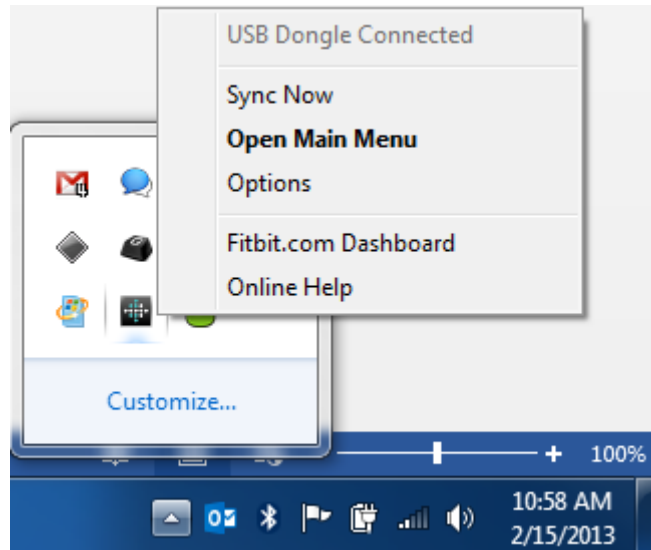 USB Dongle Connected
Sync Now
Open Main Menu
Options
Fitbit.com Dashboard
Online Help
Customize...
100%
10:58 AM
2/15/2013